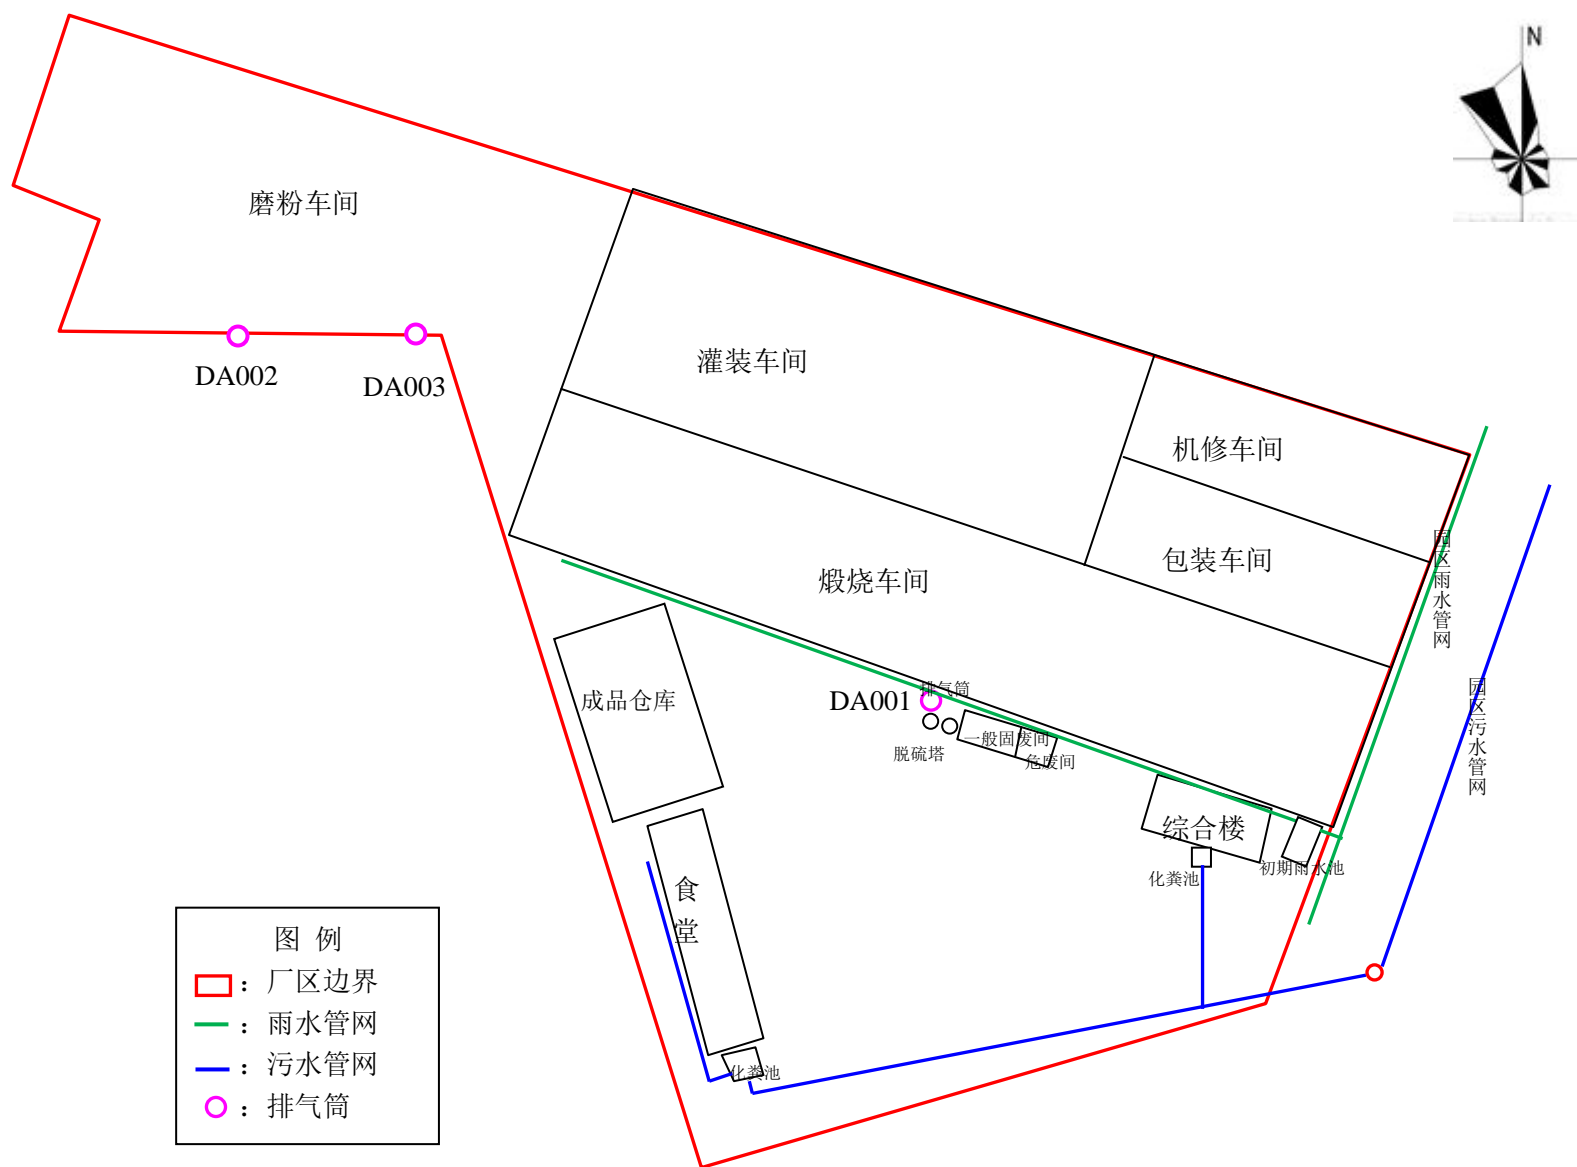 N
磨粉车间
DA002
DA003
灌装车间
机修车间
包装车间
煅烧车间
园区雨水管网
园区污水管网
成品仓库
DA001
排气筒
脱硫塔
一般固废间
危废间
综合楼
化粪池
初期雨水池
食堂
化粪池
图 例
：厂区边界
：雨水管网
：污水管网
：排气筒